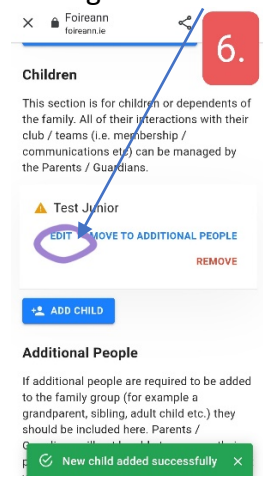 Foireann
foireann.ie
6.
Children
This section is for children or dependents of
the family. All of their interactions with their
club / teams (i.e. membership /
communications etc) can be managed by
the Parents / Guardians.
Test Junior
EDIT MOVE TO ADDITIONAL PEOPLE
REMOVE
ADD CHILD
Additional People
If additional people are required to be added
to the family group (for example a
grandparent, sibling, adult child etc.) they
should be included here. Parents /
New child added successfully